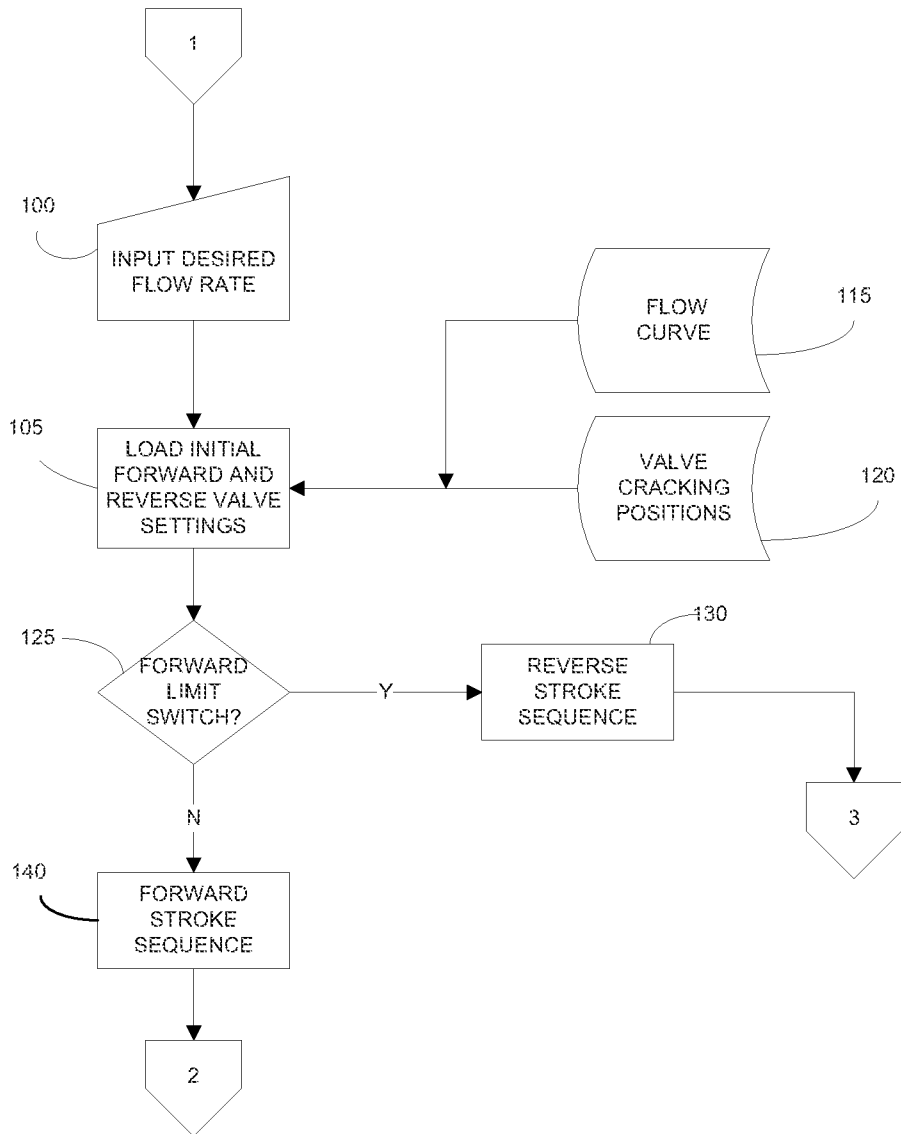 1
100
INPUT DESIRED
FLOW RATE
FLOW
CURVE
115
105
LOAD INITIAL
FORWARD AND
REVERSE VALVE
SETTINGS
VALVE
CRACKING
POSITIONS
120
125
FORWARD
LIMIT
SWITCH?
Y
130
REVERSE
STROKE
SEQUENCE
N
3
140
FORWARD
STROKE
SEQUENCE
2